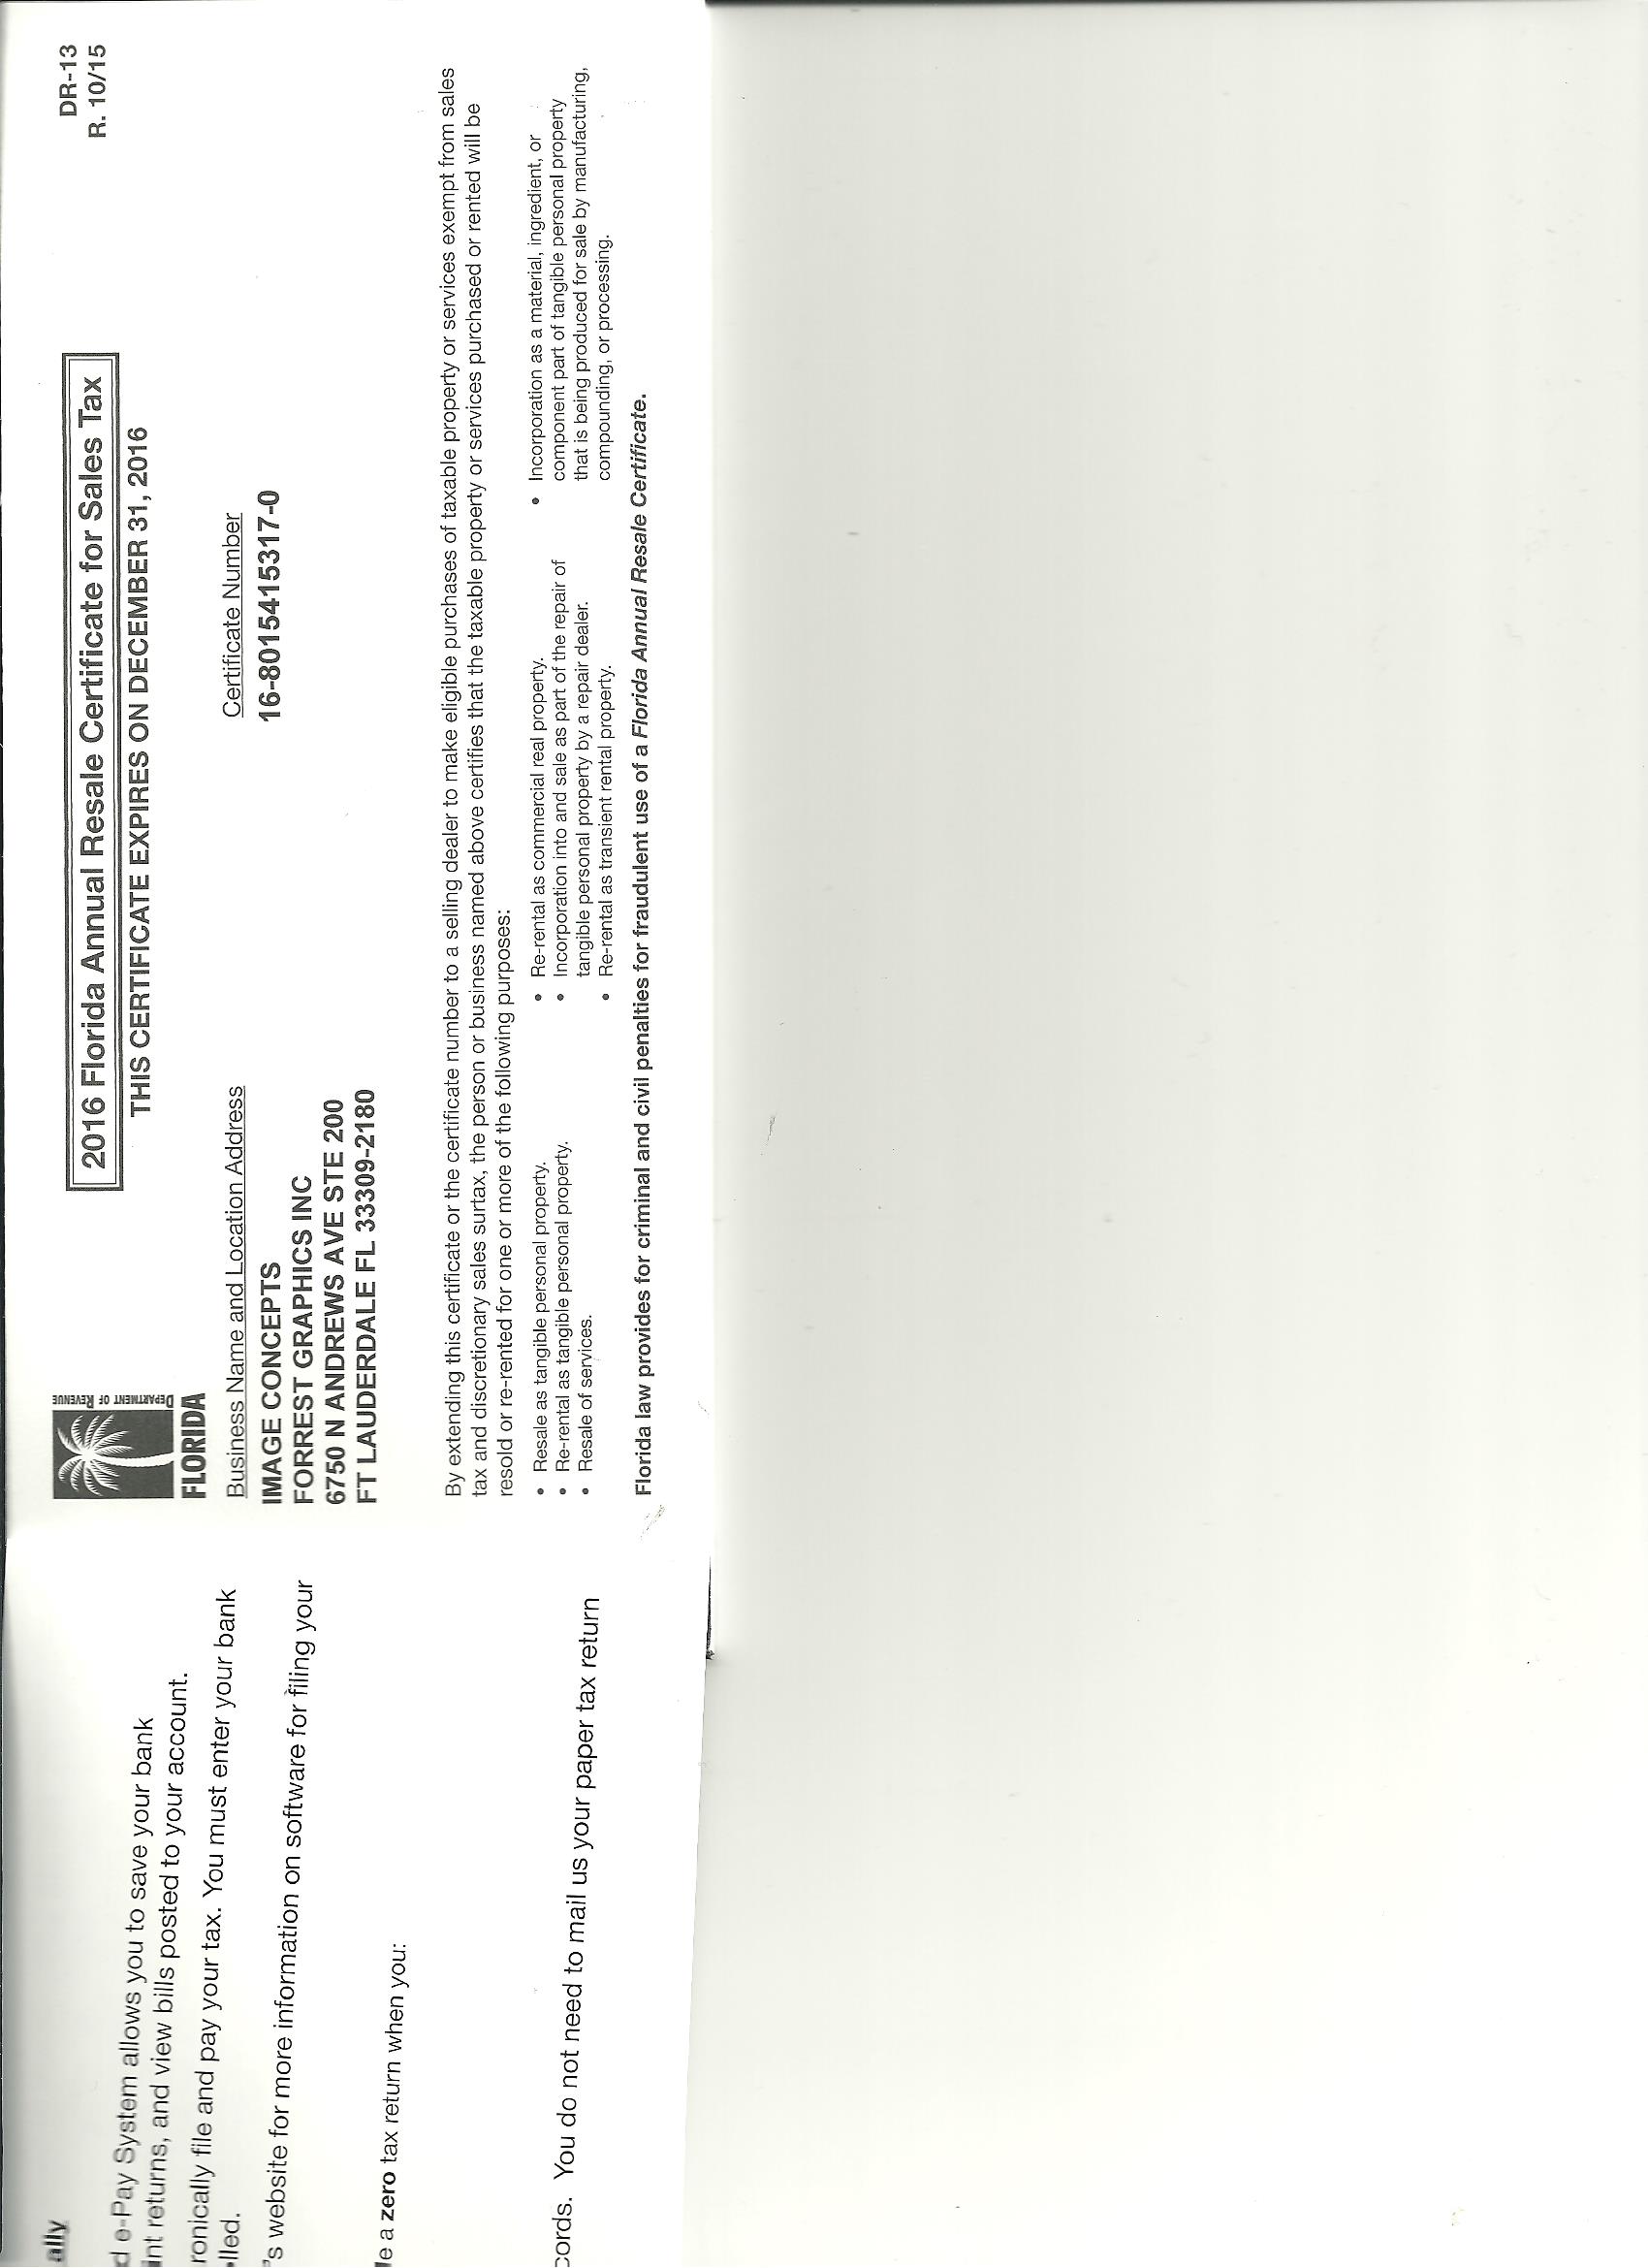 DR-13
R. 10/15
2016 Florida Annual Resale Certificate for Sales Tax
THIS CERTIFICATE EXPIRES ON DECEMBER 31, 2016
DEPARTMENT OF REVENUE
FLORIDA
Business Name and Location Address
Certificate Number
IMAGE CONCEPTS
16-8015415317-0
FORREST GRAPHICS INC
6750 N ANDREWS AVE STE 200
FT LAUDERDALE FL 33309-2180
By extending this certificate or the certificate number to a selling dealer to make eligible purchases of taxable property or services exempt from sales
tax and discretionary sales surtax, the person or business named above certifies that the taxable property or services purchased or rented will be
resold or re-rented for one or more of the following purposes:
• Resale as tangible personal property.
• Re-rental as tangible personal property.
• Resale of services.
• Re-rental as commercial real property.
• Incorporation into and sale as part of the repair of
tangible personal property by a repair dealer.
• Re-rental as transient rental property.
• Incorporation as a material, ingredient, or
component part of tangible personal property
that is being produced for sale by manufacturing,
compounding, or processing.
Florida law provides for criminal and civil penalties for fraudulent use of a Florida Annual Resale Certificate.
ally
d e-Pay System allows you to save your bank
int returns, and view bills posted to your account.
ronically file and pay your tax. You must enter your bank
lled.
's website for more information on software for filing your
le a zero tax return when you:
cords. You do not need to mail us your paper tax return